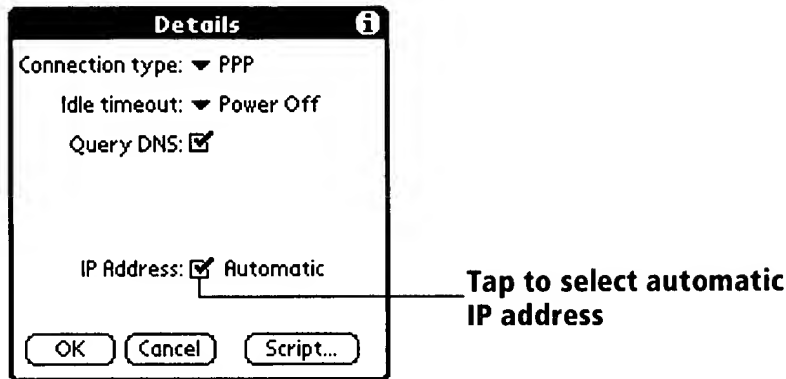 Details
Connection type: PPP
Idle timeout: Power Off
Query DNS:
IP Address: Automatic
OK Cancel Script...
Tap to select automatic
IP address